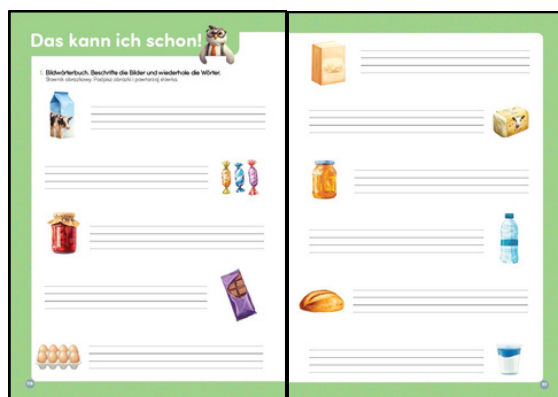 Das kann ich schon!
1. Bildwörterbuch. Beschrifte die Bilder und wiederhole die Wörter.
Słownik obrazkowy. Podpisz obrazki i powtarzaj słówka.